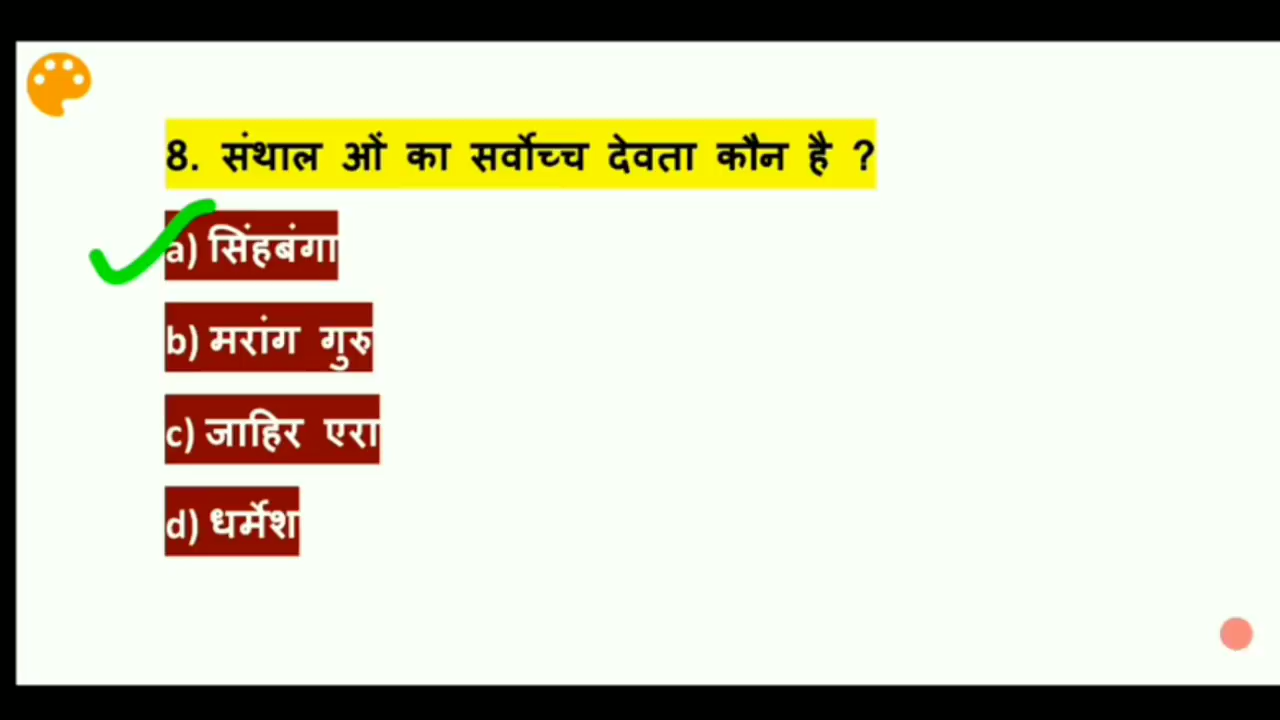 8. संथाल ओं का सर्वोच्च देवता कौन है ?
a) सिंहबंगा
b) मरांग गुरु
c) जाहिर एरा
d) धर्मेश